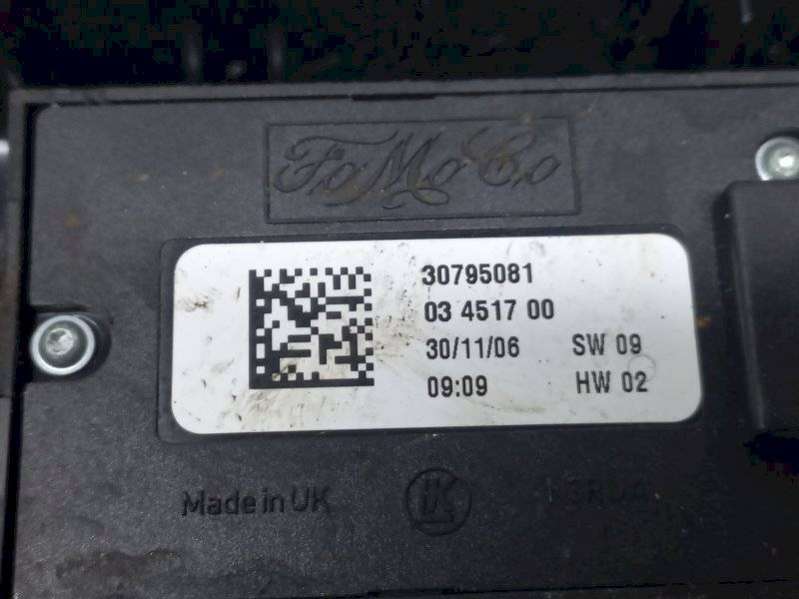 FoMoCo
30795081
03 4517 00
30/11/06 SW 09
09:09 HW 02
Made in UK